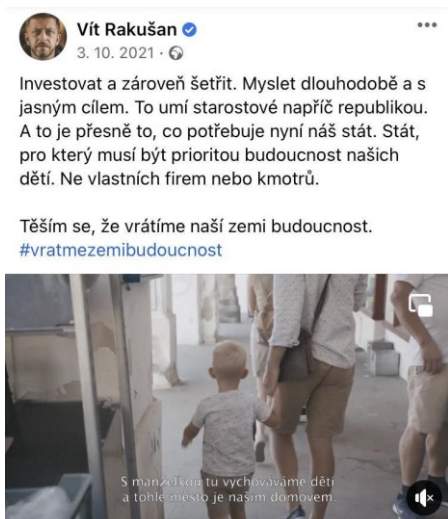 Vít Rakušan
3. 10. 2021 ·
Investovat a zároveň šetřit. Myslet dlouhodobě a s
jasným cílem. To umí starostové napříč republikou.
A to je přesně to, co potřebuje nyní náš stát. Stát,
pro který musí být prioritou budoucnost našich
dětí. Ne vlastních firem nebo kmotrů.
Těším se, že vrátíme naší zemi budoucnost.
#vratmezemibudoucnost
S manželkou tu vychováváme děti
a tohle město je naším domovem.